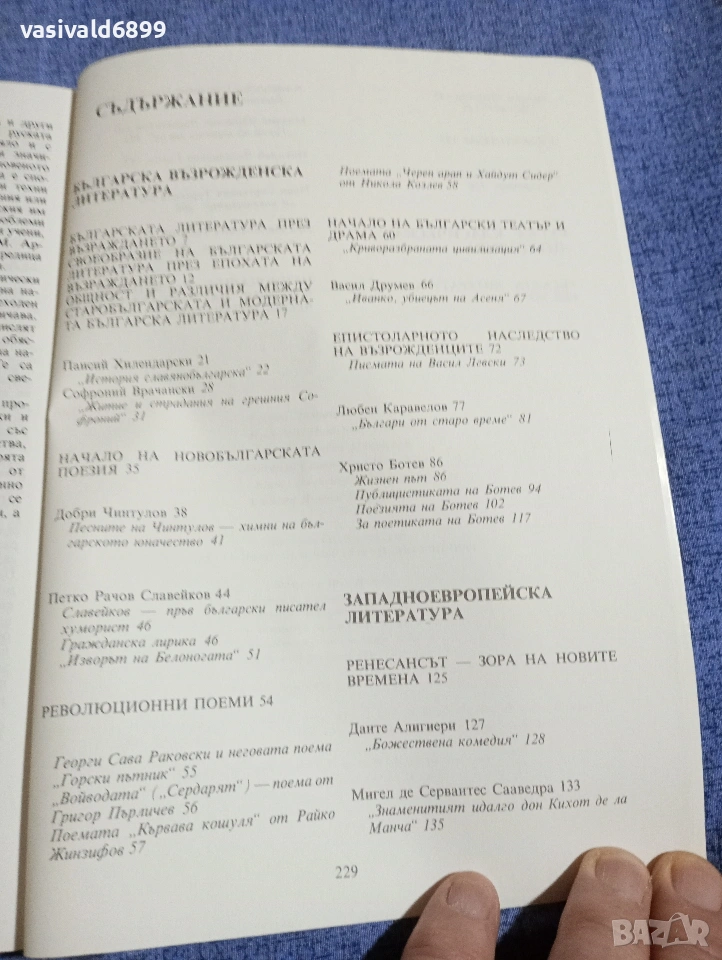 vasivald6899
и други
руската
СЪДЪРЖАНИЕ
БЪЛГАРСКА ВЪЗРОЖДЕНСКА
ЛИТЕРАТУРА
БЪЛГАРСКАТА ЛИТЕРАТУРА ПРЕЗ
ВЪЗРАЖДАНЕТО 7
СВОЕОБРАЗИЕ НА БЪЛГАРСКАТА
ЛИТЕРАТУРА ПРЕЗ ЕПОХАТА НА
ВЪЗРАЖДАНЕТО 12
ОБЩНОСТ И РАЗЛИЧИЯ МЕЖДУ
СТАРОБЪЛГАРСКАТА И МОДЕРНА-
ТА БЪЛГАРСКА ЛИТЕРАТУРА 17
Паисий Хилендарски 21
„История славянобългарска“ 22
Софроний Врачански 28
„Житие и страдания на грешния Со-
фроний“ 31
НАЧАЛО НА НОВОБЪЛГАРСКАТА
ПОЕЗИЯ 35
Добри Чинтулов 38
Песните на Чинтулов — химни на бъл-
гарското юначество 41
Петко Рачов Славейков 44
Славейков — пръв български писател
хуморист 46
Гражданска лирика 46
„Изворът на Белоногата“ 51
РЕВОЛЮЦИОННИ ПОЕМИ 54
Георги Сава Раковски и неговата поема
„Горски пътник“ 55
„Войводата“ („Сердарят“) — поема от
Григор Пърличев 56
Поемата „Кървава кошуля“ от Райко
Жинзифов 57
Поемата „Черен арап и Хайдут Сидер“
от Никола Козлев 58
НАЧАЛО НА БЪЛГАРСКИ ТЕАТЪР И
ДРАМА 60
„Криворазбраната цивилизация“ 64
Васил Друмев 66
„Иванко, убиецът на Асеня“ 67
ЕПИСТОЛАРНОТО НАСЛЕДСТВО
НА ВЪЗРОЖДЕНЦИТЕ 72
Писмата на Васил Левски 73
Любен Каравелов 77
„Българи от старо време“ 81
Христо Ботев 86
Жизнен път 86
Публицистиката на Ботев 94
Поезията на Ботев 102
За поетиката на Ботев 117
ЗАПАДНОЕВРОПЕЙСКА
ЛИТЕРАТУРА
РЕНЕСАНСЪТ — ЗОРА НА НОВИТЕ
ВРЕМЕНА 125
Данте Алигиери 127
„Божествена комедия“ 128
Мигел де Сервантес Сааведра 133
„Знаменитият идалго дон Кихот де ла
Манча“ 135
229
BAZAR